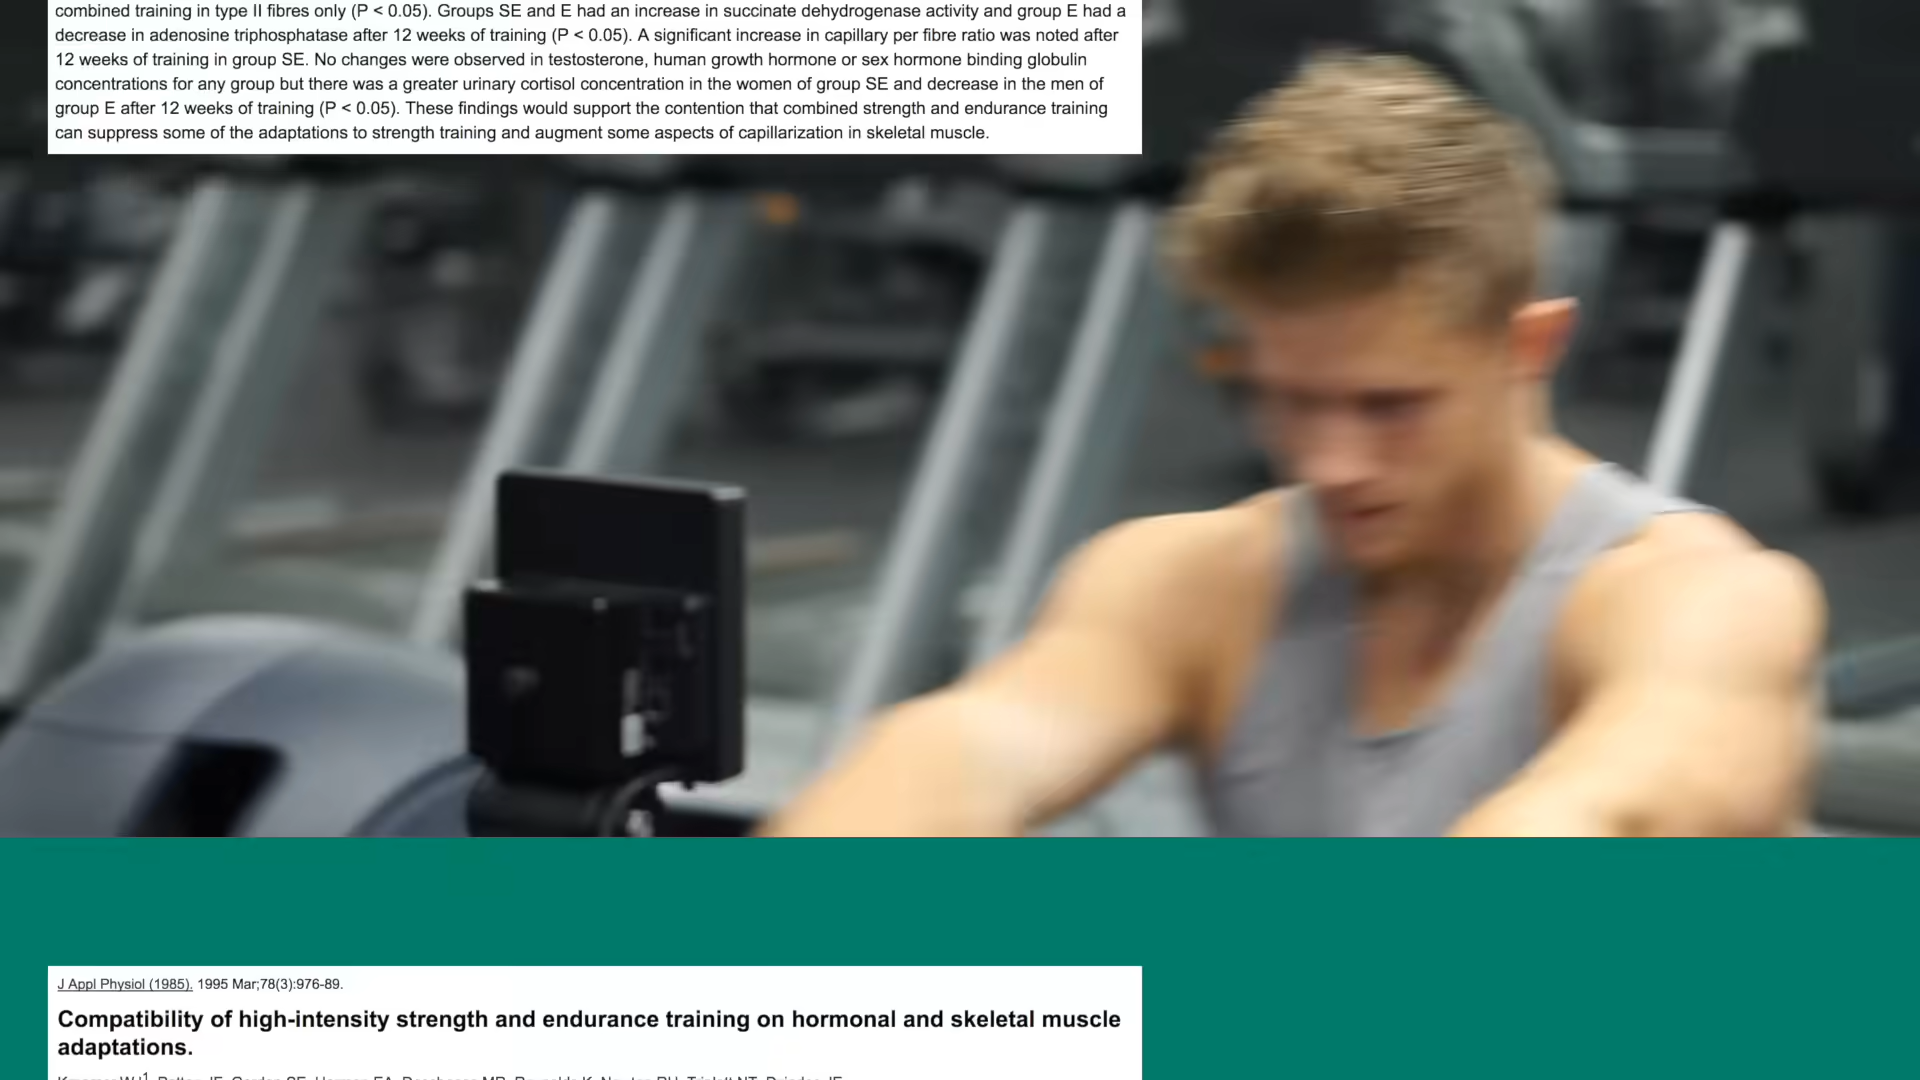 combined training in type II fibres only (P < 0.05). Groups SE and E had an increase in succinate dehydrogenase activity and group E had a
decrease in adenosine triphosphatase after 12 weeks of training (P < 0.05). A significant increase in capillary per fibre ratio was noted after
12 weeks of training in group SE. No changes were observed in testosterone, human growth hormone or sex hormone binding globulin
concentrations for any group but there was a greater urinary cortisol concentration in the women of group SE and decrease in the men of
group E after 12 weeks of training (P < 0.05). These findings would support the contention that combined strength and endurance training
can suppress some of the adaptations to strength training and augment some aspects of capillarization in skeletal muscle.
J Appl Physiol (1985). 1995 Mar;78(3):976-89.
Compatibility of high-intensity strength and endurance training on hormonal and skeletal muscle
adaptations.